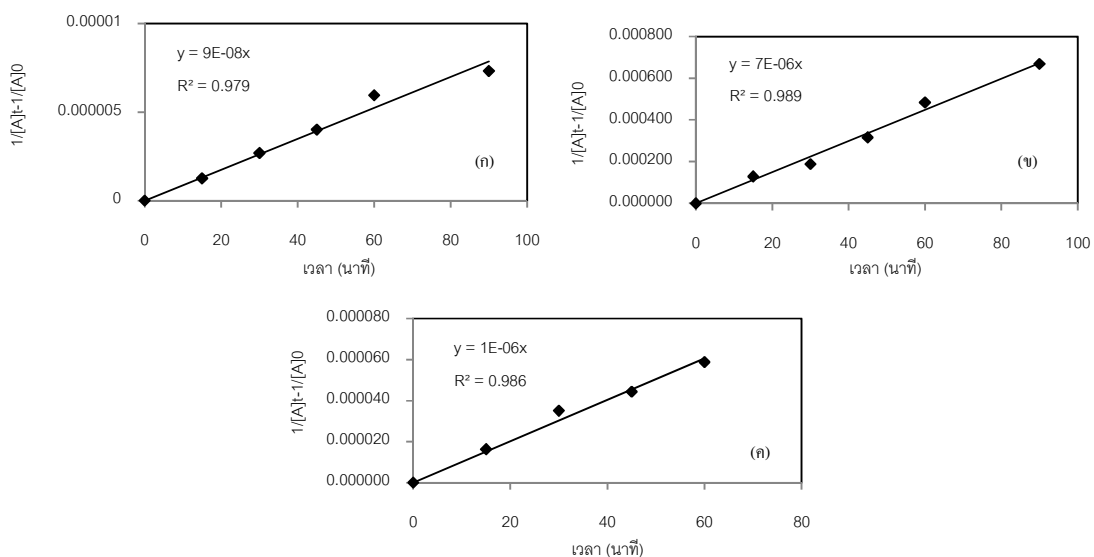 0.00001
0.000005
0
1/[A]t-1/[A]0
y = 9E-08x
R² = 0.979
(ก)
0 20 40 60 80 100
เวลา (นาที)
0.000800
0.000600
0.000400
0.000200
0.000000
1/[A]t-1/[A]0
y = 7E-06x
R² = 0.989
(ข)
0 20 40 60 80 100
เวลา (นาที)
0.000080
0.000060
0.000040
0.000020
0.000000
1/[A]t-1/[A]0
y = 1E-06x
R² = 0.986
(ค)
0 20 40 60 80
เวลา (นาที)